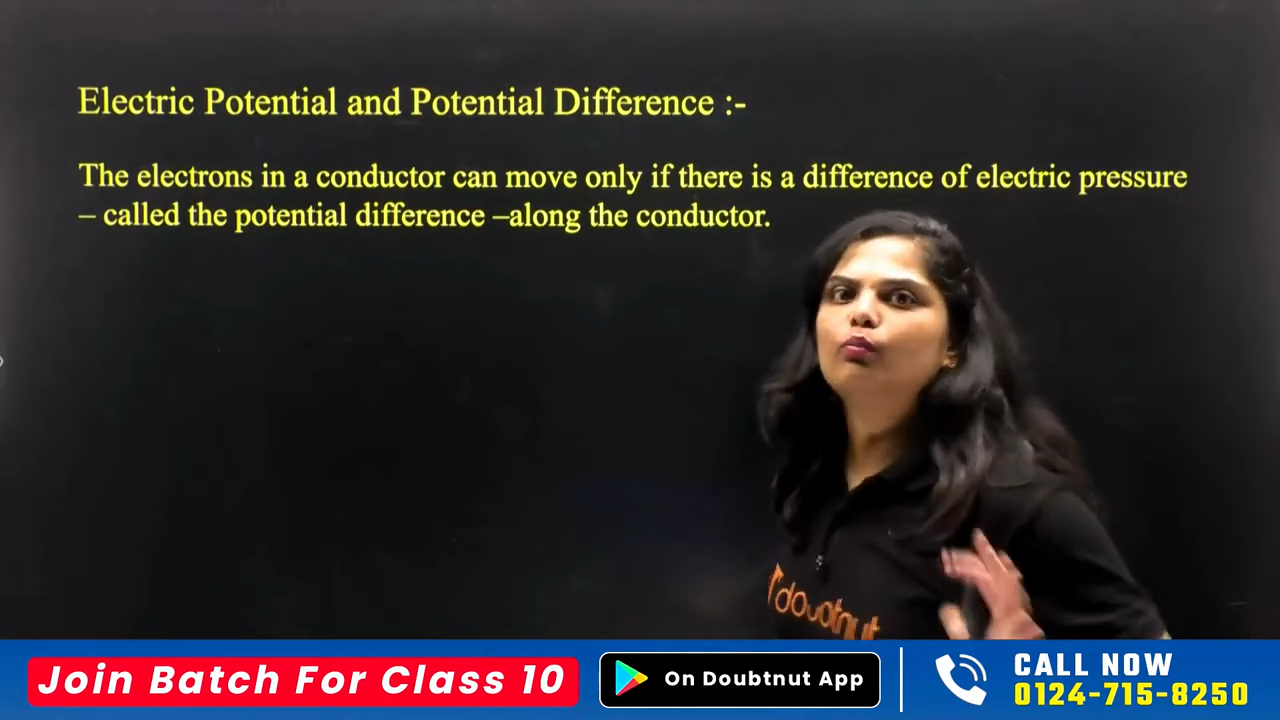 Electric Potential and Potential Difference :-
The electrons in a conductor can move only if there is a difference of electric pressure
– called the potential difference –along the conductor.
doubtnut
Join Batch For Class 10
On Doubtnut App
CALL NOW
0124-715-8250